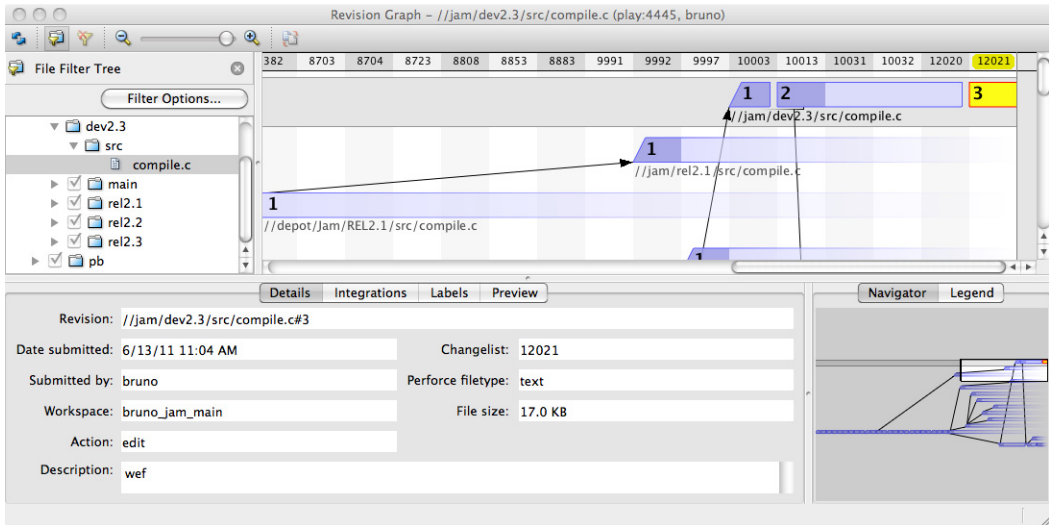 Revision Graph – //jam/dev2.3/src/compile.c (play:4445, bruno)
File Filter Tree
Filter Options...
dev2.3
src
compile.c
main
rel2.1
rel2.2
rel2.3
pb
382 8703 8704 8723 8808 8853 8883 9991 9992 9997 10003 10013 10031 10032 12020 12021
1 2 3
//jam/dev2.3/src/compile.c
1
//jam/rel2.1/src/compile.c
1
//depot/Jam/REL2.1/src/compile.c
1
Details Integrations Labels Preview
Revision: //jam/dev2.3/src/compile.c#3
Date submitted: 6/13/11 11:04 AM Changelist: 12021
Submitted by: bruno Perforce filetype: text
Workspace: bruno_jam_main File size: 17.0 KB
Action: edit
Description: wef
Navigator Legend